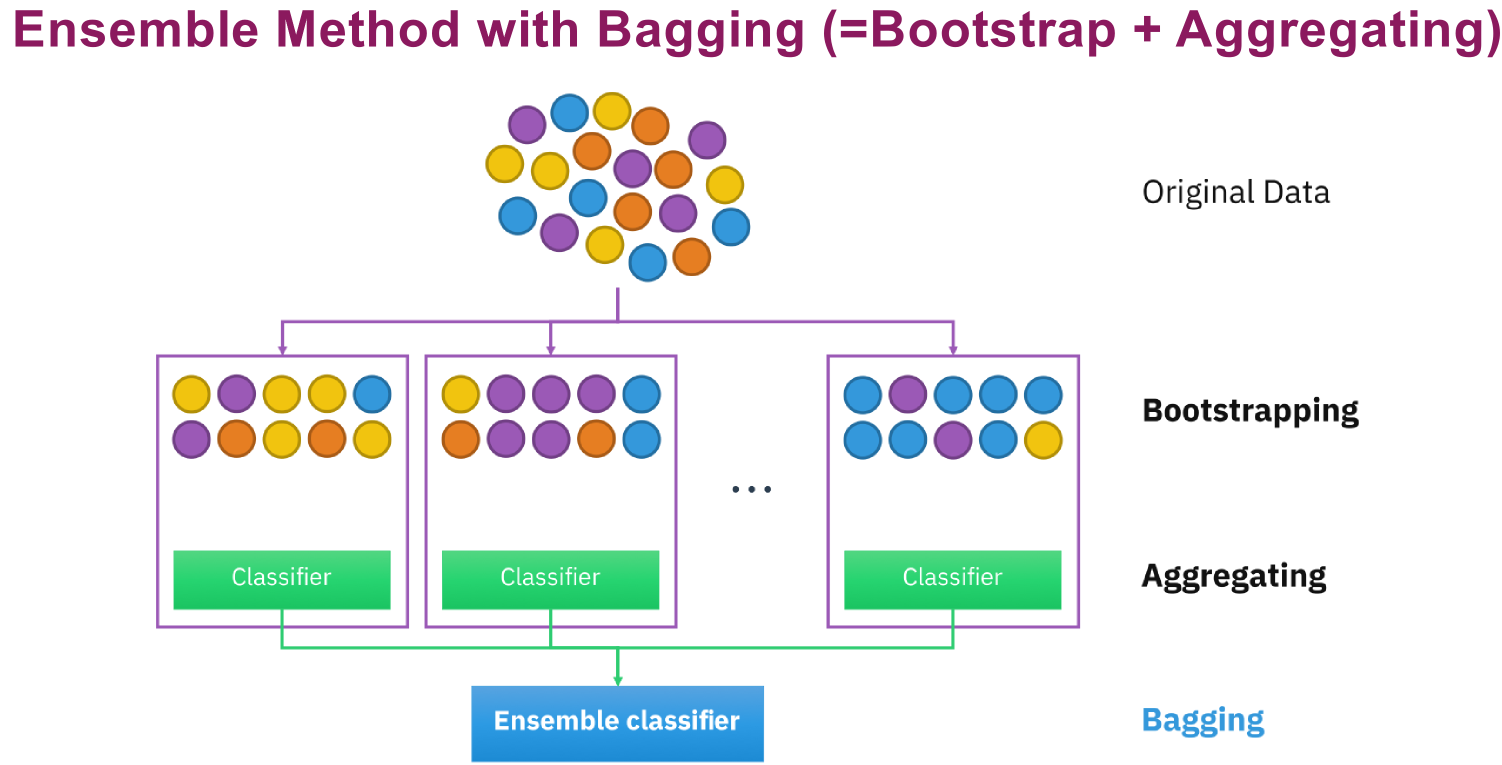 Ensemble Method with Bagging (=Bootstrap + Aggregating)
Original Data
Bootstrapping
...
Classifier
Classifier
Classifier
Aggregating
Ensemble classifier
Bagging